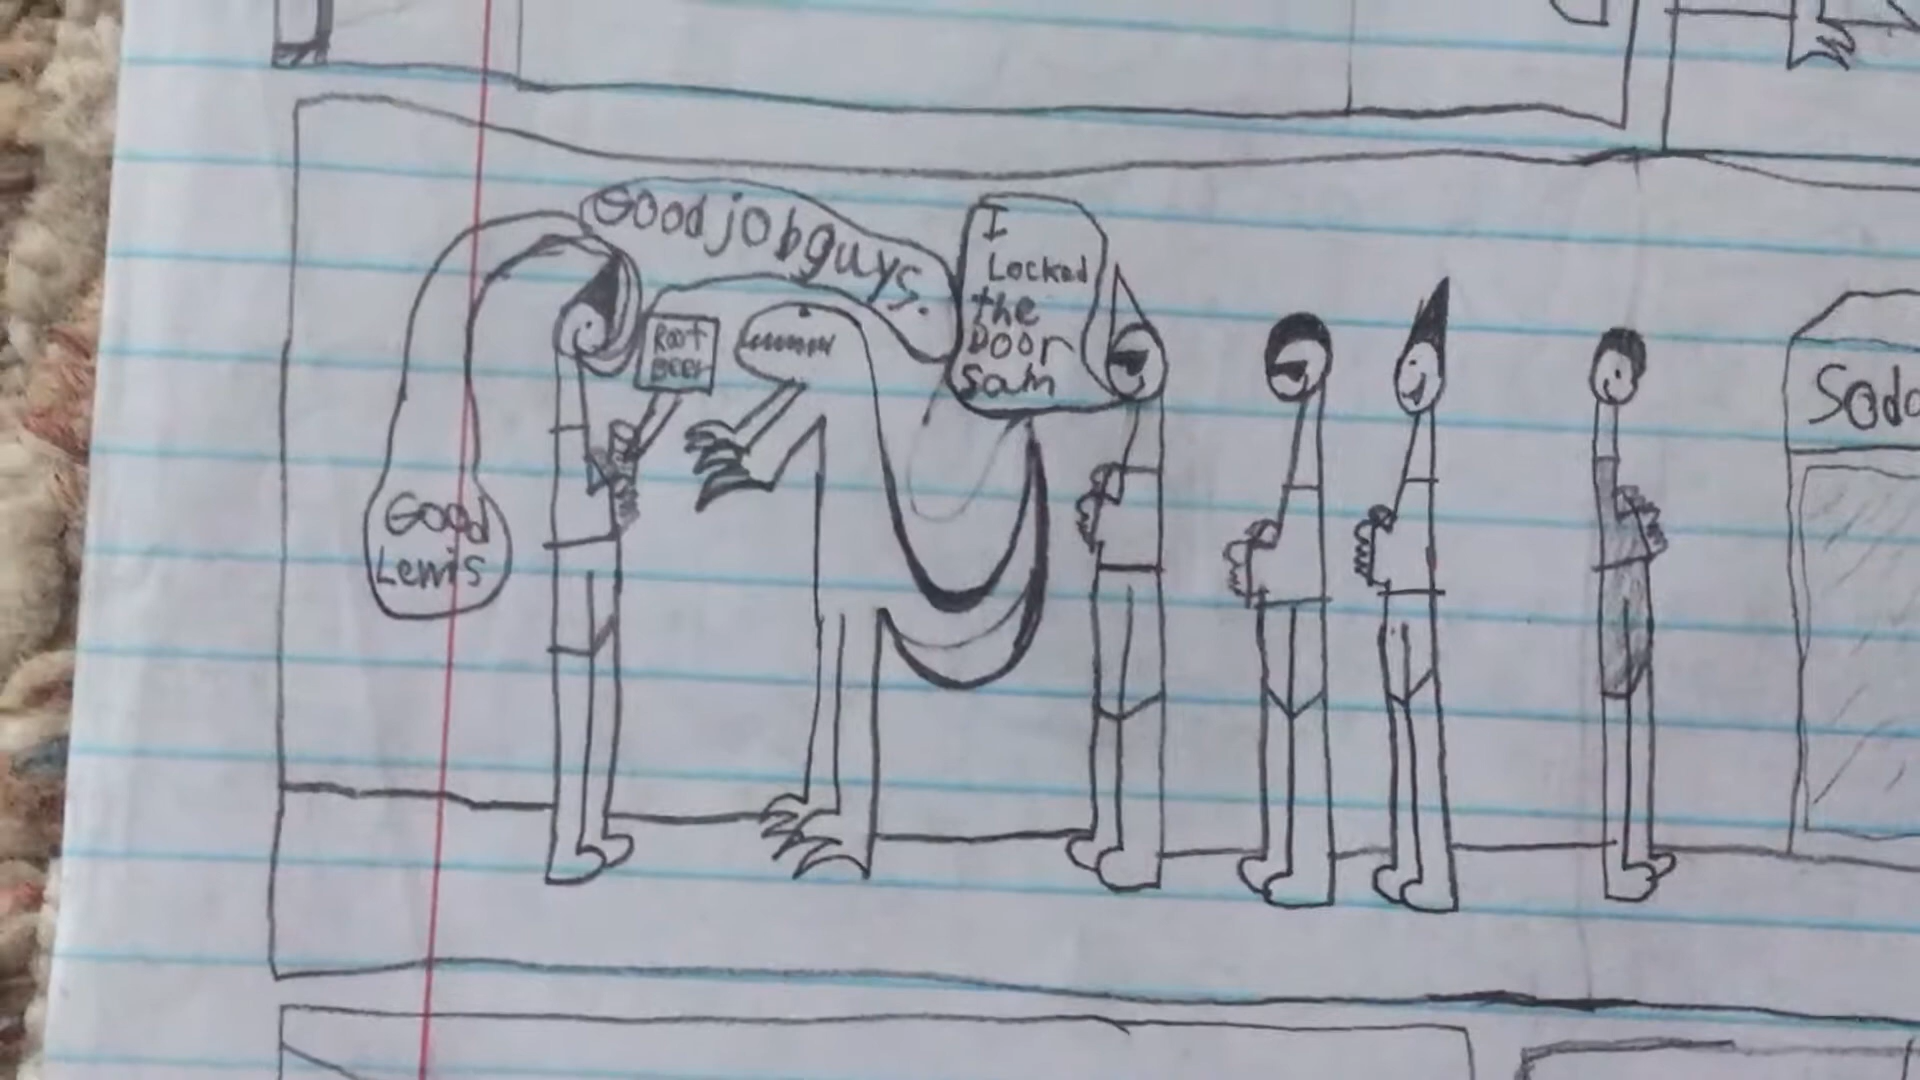 Good job guys.
I
Locked
the
Door
Sam
Root
Beer
Good
Lewis
Soda